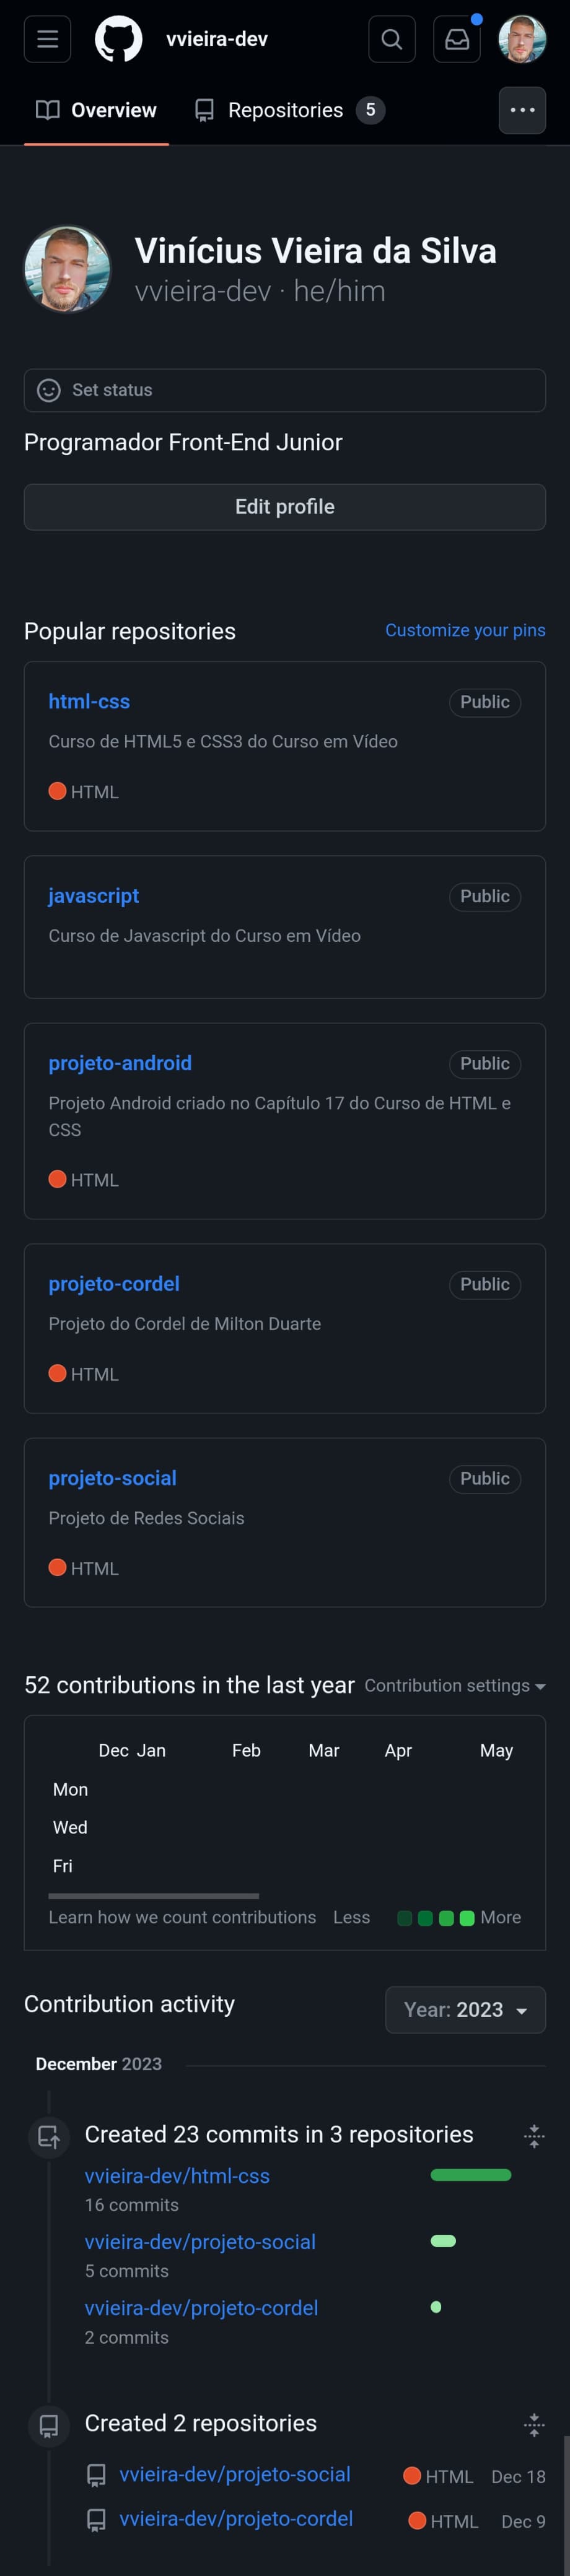 vvieira-dev
Overview
Repositories 5
Vinícius Vieira da Silva
vvieira-dev · he/him
Set status
Programador Front-End Junior
Edit profile
Popular repositories Customize your pins
html-css Public
Curso de HTML5 e CSS3 do Curso em Vídeo
HTML
javascript Public
Curso de Javascript do Curso em Vídeo
projeto-android Public
Projeto Android criado no Capítulo 17 do Curso de HTML e
CSS
HTML
projeto-cordel Public
Projeto do Cordel de Milton Duarte
HTML
projeto-social Public
Projeto de Redes Sociais
HTML
52 contributions in the last year Contribution settings
Dec Jan Feb Mar Apr May
Mon
Wed
Fri
Learn how we count contributions Less More
Contribution activity Year: 2023
December 2023
Created 23 commits in 3 repositories
vvieira-dev/html-css
16 commits
vvieira-dev/projeto-social
5 commits
vvieira-dev/projeto-cordel
2 commits
Created 2 repositories
vvieira-dev/projeto-social HTML Dec 18
vvieira-dev/projeto-cordel HTML Dec 9